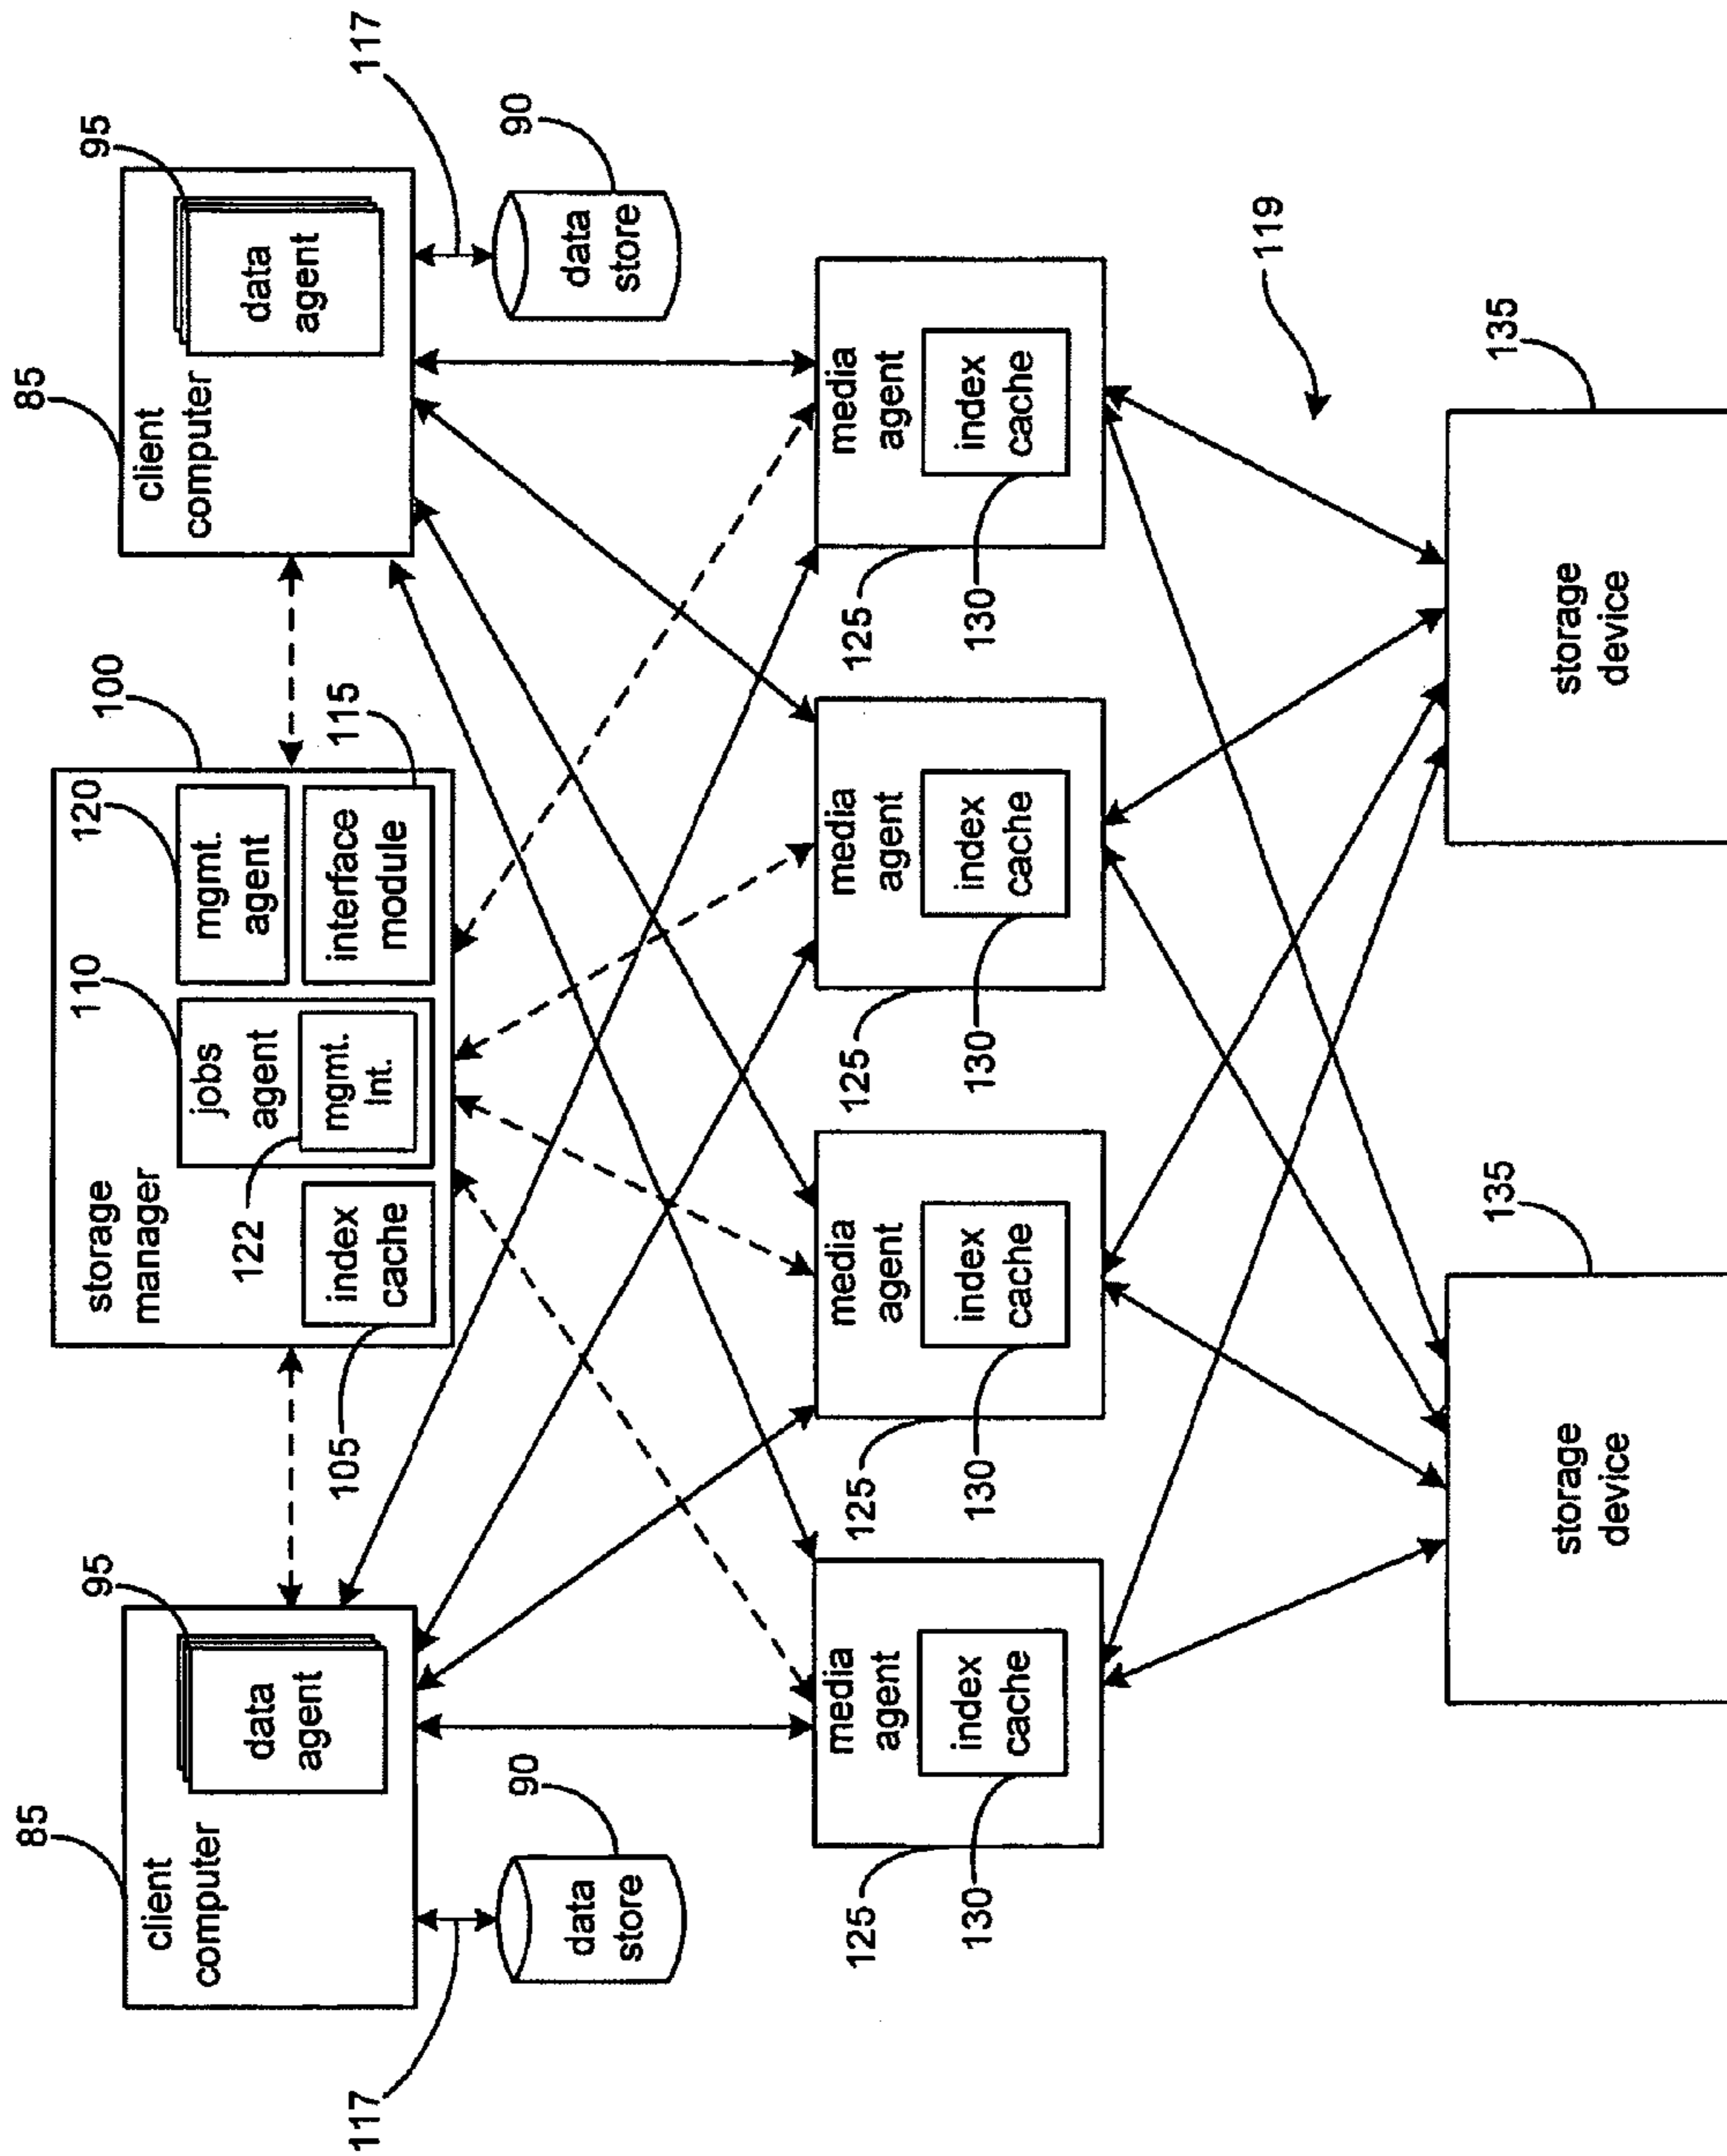 85
client
computer
95
data
agent
117
90
data
store
100
storage
manager
110
120
jobs
agent
mgmt.
agent
122
mgmt.
Int.
interface
module
115
105
index
cache
85
client
computer
95
data
agent
117
90
data
store
media
agent
index
cache
125
130
media
agent
index
cache
125
130
media
agent
index
cache
125
130
media
agent
index
cache
125
130
119
135
storage
device
135
storage
device